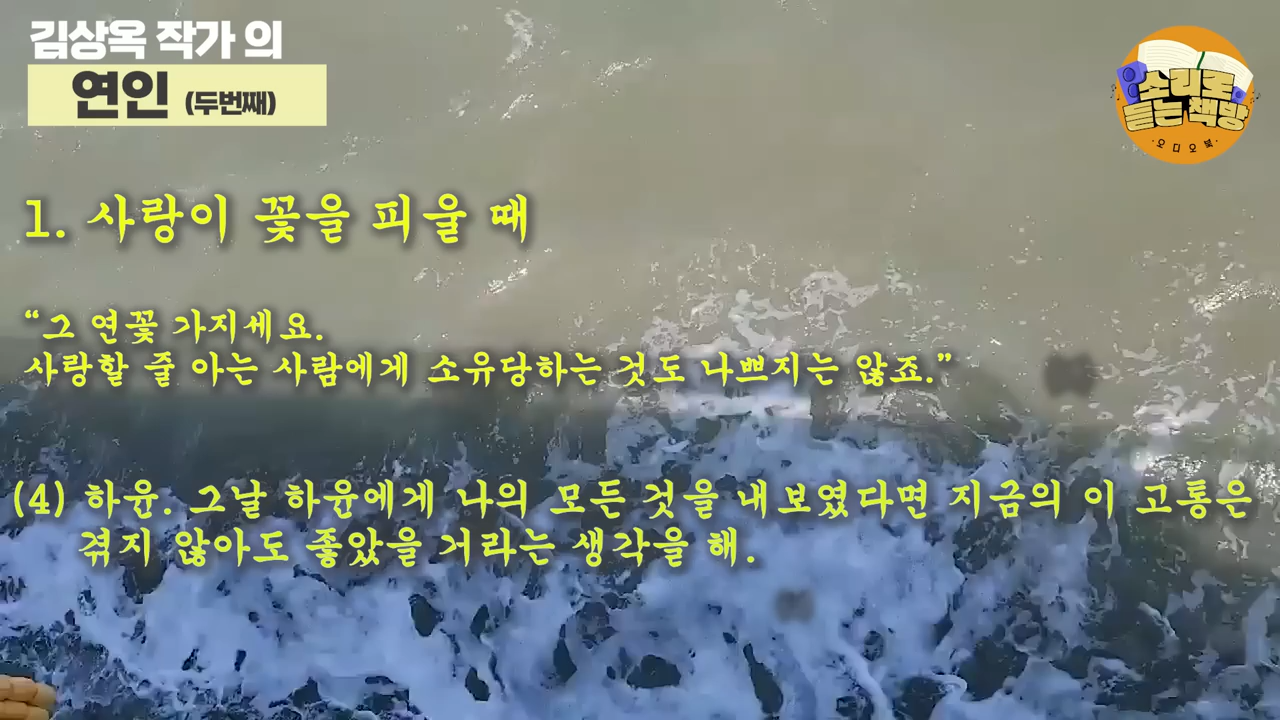 김상옥 작가 의
연인 (두번째)
소리로
듣는 책방
·오디오북·
1. 사랑이 꽃을 피울 때
“그 연꽃 가지세요.
사랑할 줄 아는 사람에게 소유당하는 것도 나쁘지는 않죠.”
(4) 하윤. 그날 하윤에게 나의 모든 것을 내보였다면 지금의 이 고통은
겪지 않아도 좋았을 거라는 생각을 해.